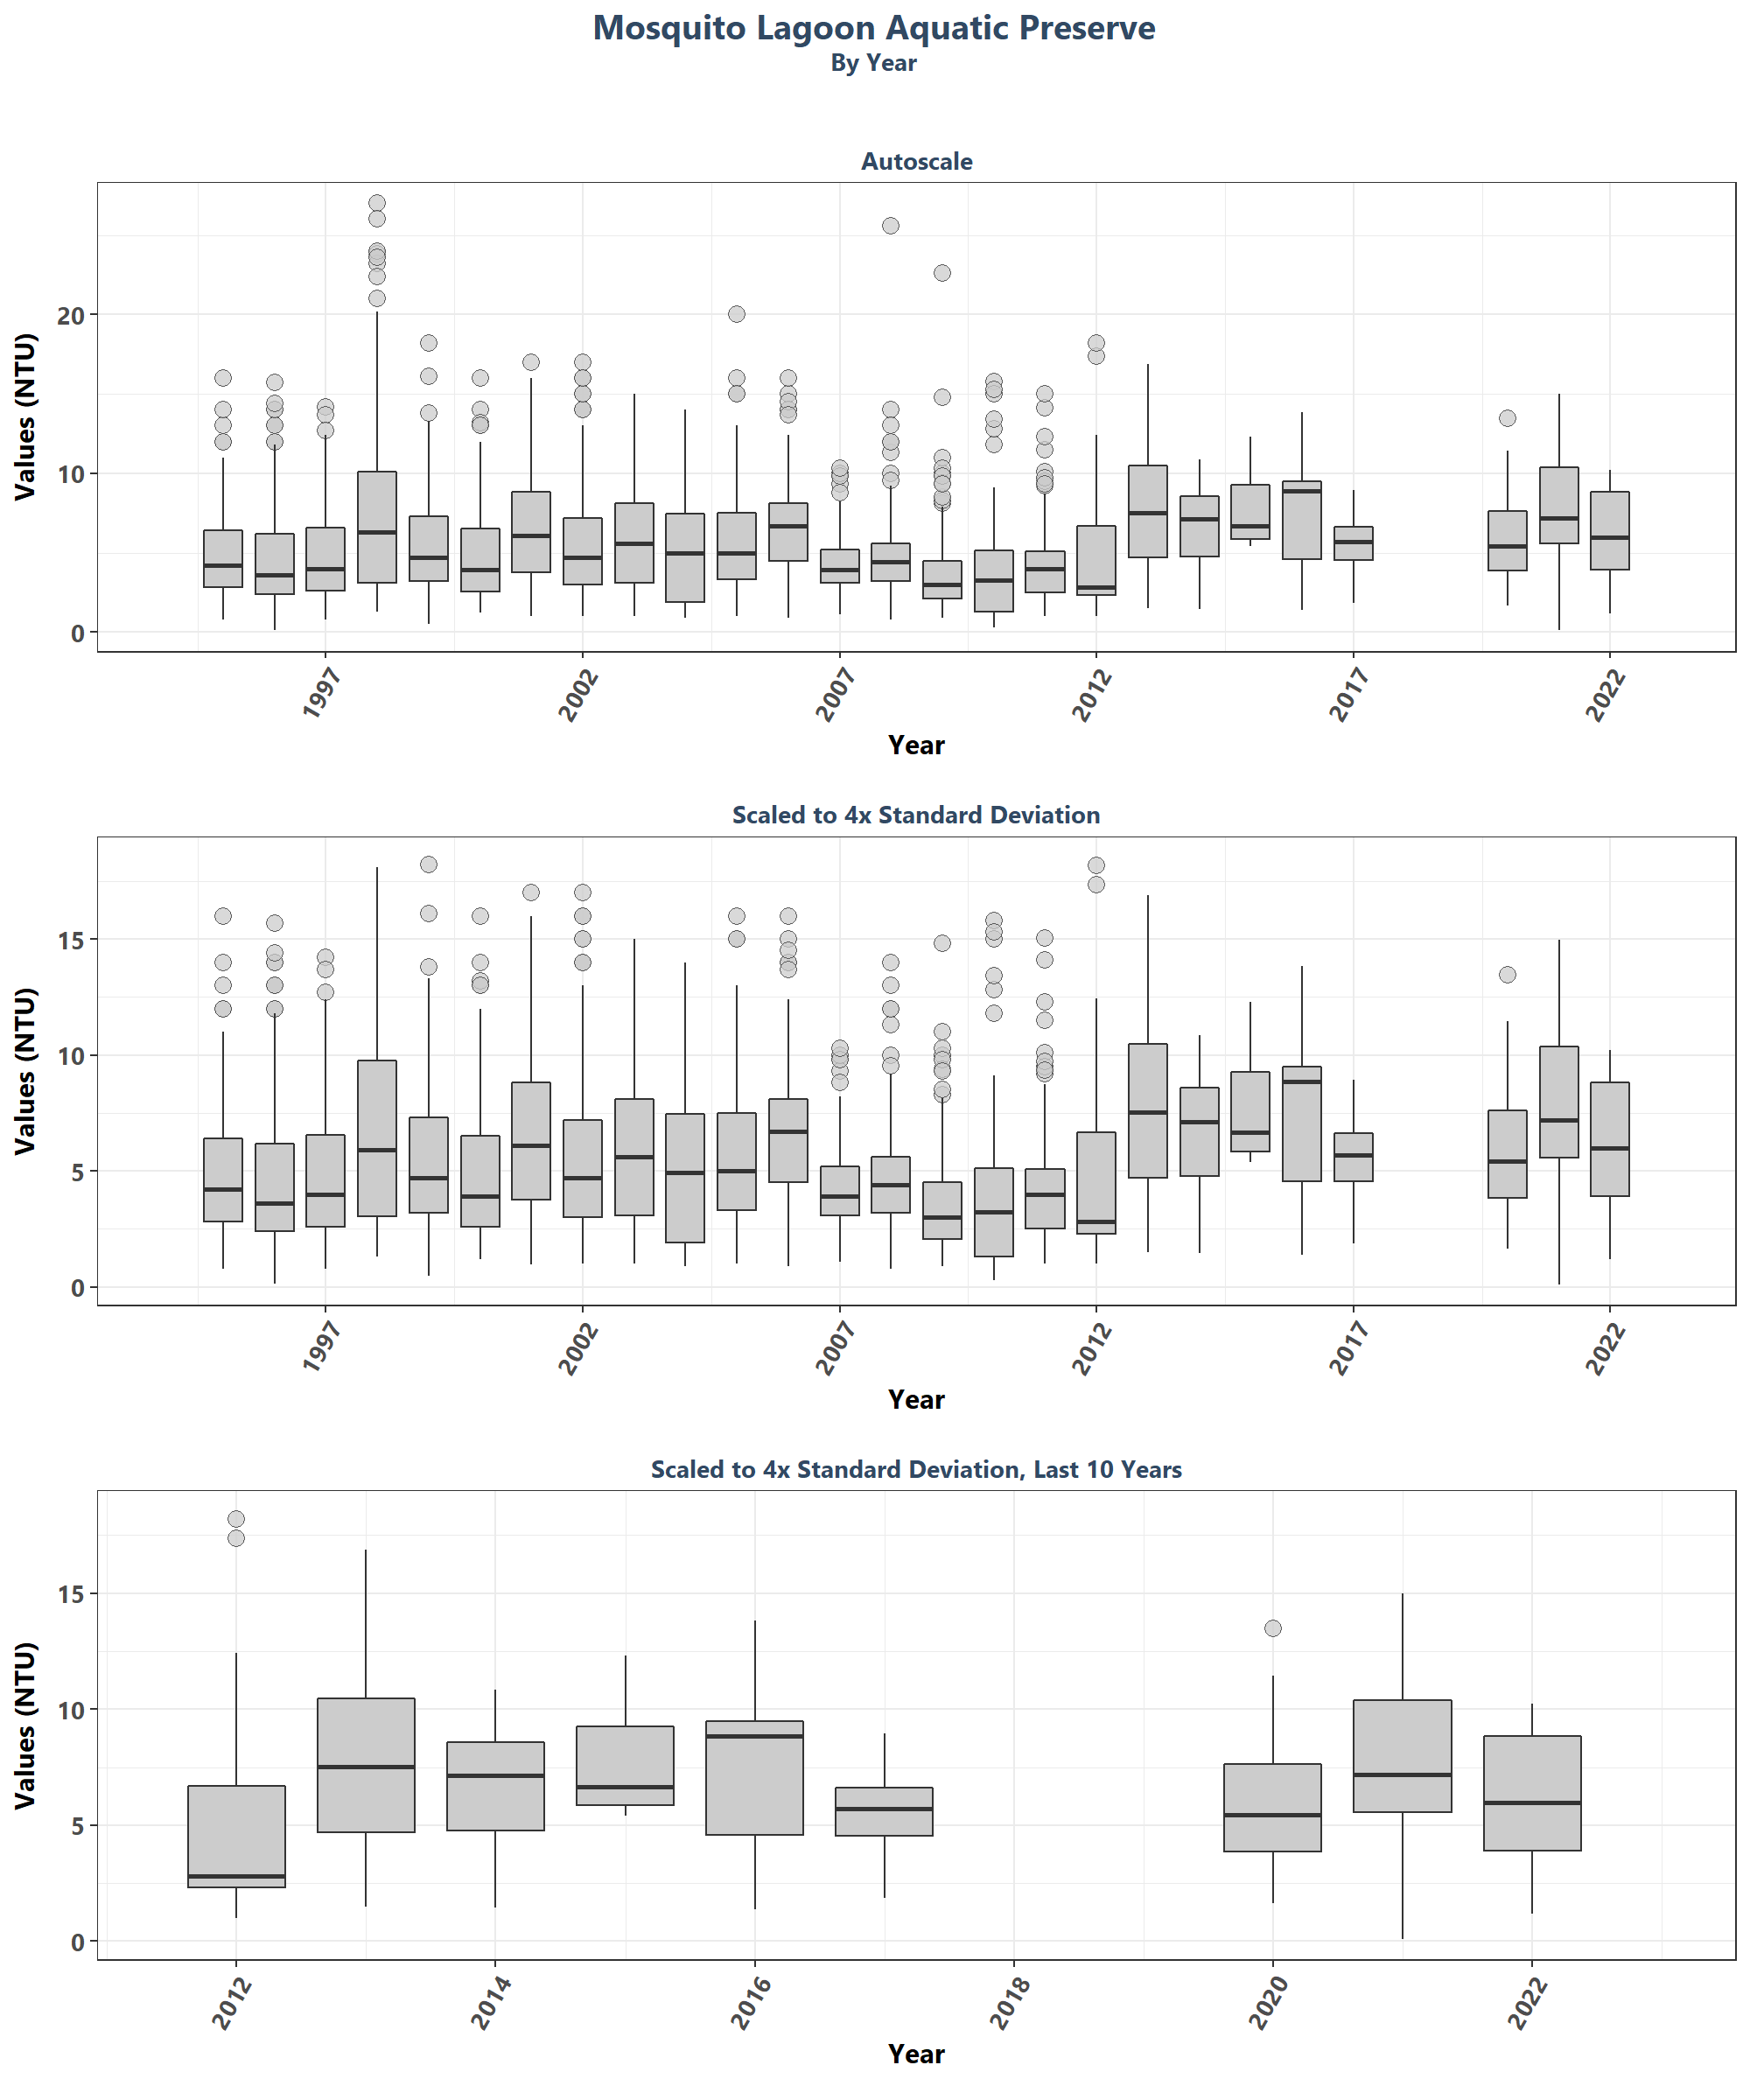 Mosquito Lagoon Aquatic Preserve
By Year
Autoscale
Values (NTU)
20
10
0
1997 2002 2007 2012 2017 2022
Year
Scaled to 4x Standard Deviation
Values (NTU)
15
10
5
0
1997 2002 2007 2012 2017 2022
Year
Scaled to 4x Standard Deviation, Last 10 Years
Values (NTU)
15
10
5
0
2012 2014 2016 2018 2020 2022
Year